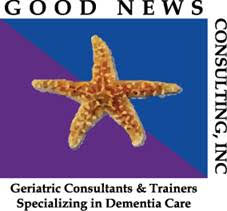 GOOD NEWS
CONSULTING, INC
Geriatric Consultants & Trainers
Specializing in Dementia Care